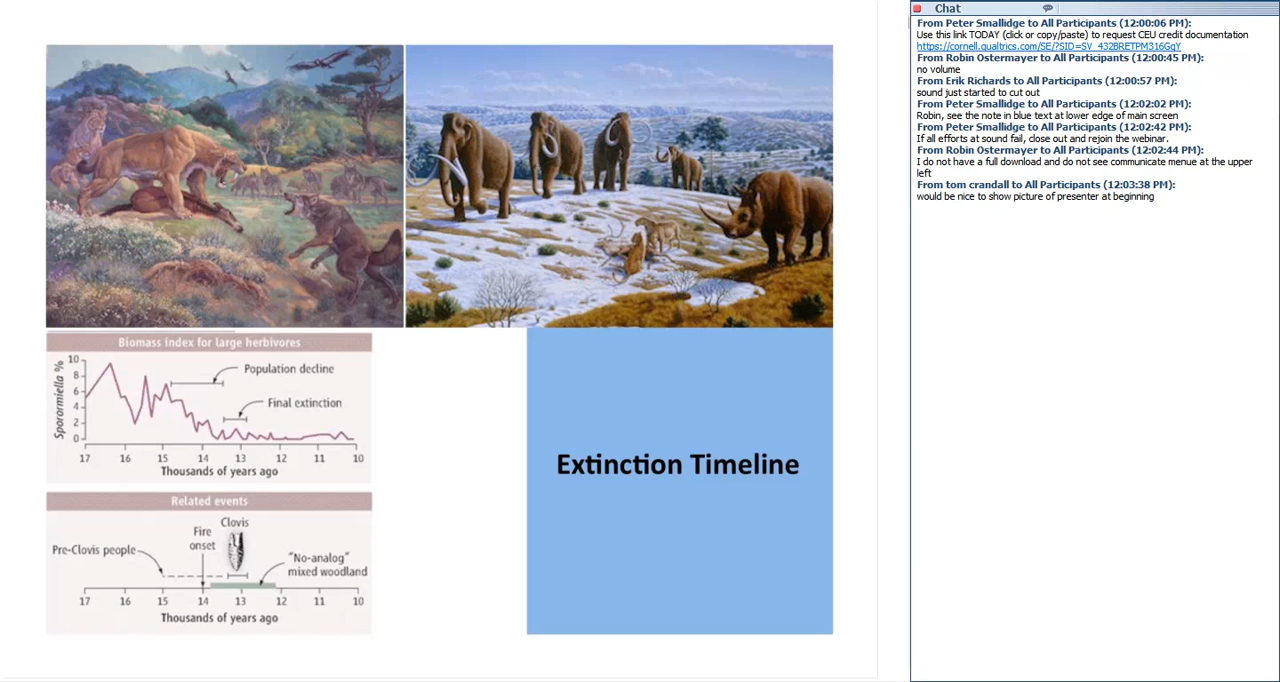 Biomass index for large herbivores
Sporormiella %
10
8
6
4
2
0
Population decline
Final extinction
17 16 15 14 13 12 11 10
Thousands of years ago
Related events
Clovis
Fire
onset
Pre-Clovis people
"No-analog"
mixed woodland
17 16 15 14 13 12 11 10
Thousands of years ago
Extinction Timeline
Chat
From Peter Smallidge to All Participants (12:00:06 PM):
Use this link TODAY (click or copy/paste) to request CEU credit documentation
https://cornell.qualtrics.com/SE/?SID=SV_432BRETPM316GqY
From Robin Ostermayer to All Participants (12:00:45 PM):
no volume
From Erik Richards to All Participants (12:00:57 PM):
sound just started to cut out
From Peter Smallidge to All Participants (12:02:02 PM):
Robin, see the note in blue text at lower edge of main screen
From Peter Smallidge to All Participants (12:02:42 PM):
If all efforts at sound fail, close out and rejoin the webinar.
From Robin Ostermayer to All Participants (12:02:44 PM):
I do not have a full download and do not see communicate menue at the upper
left
From tom crandall to All Participants (12:03:38 PM):
would be nice to show picture of presenter at beginning